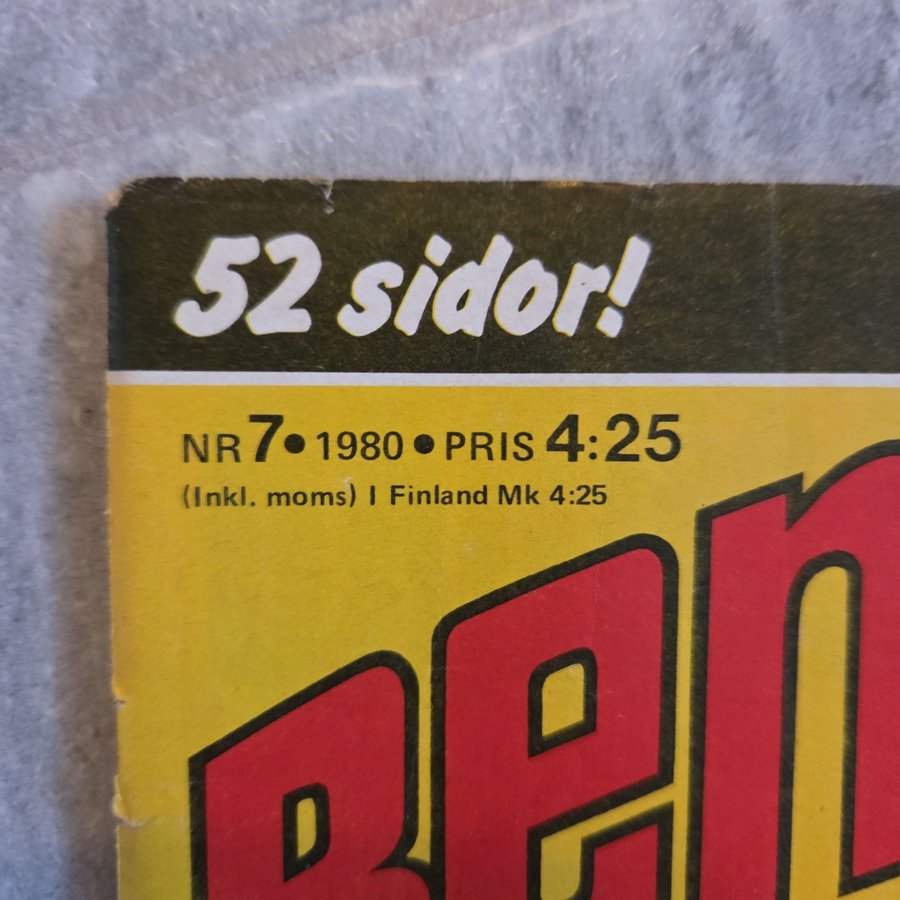 52 sidor!
NR 7 • 1980 • PRIS 4:25
(Inkl. moms) I Finland Mk 4:25